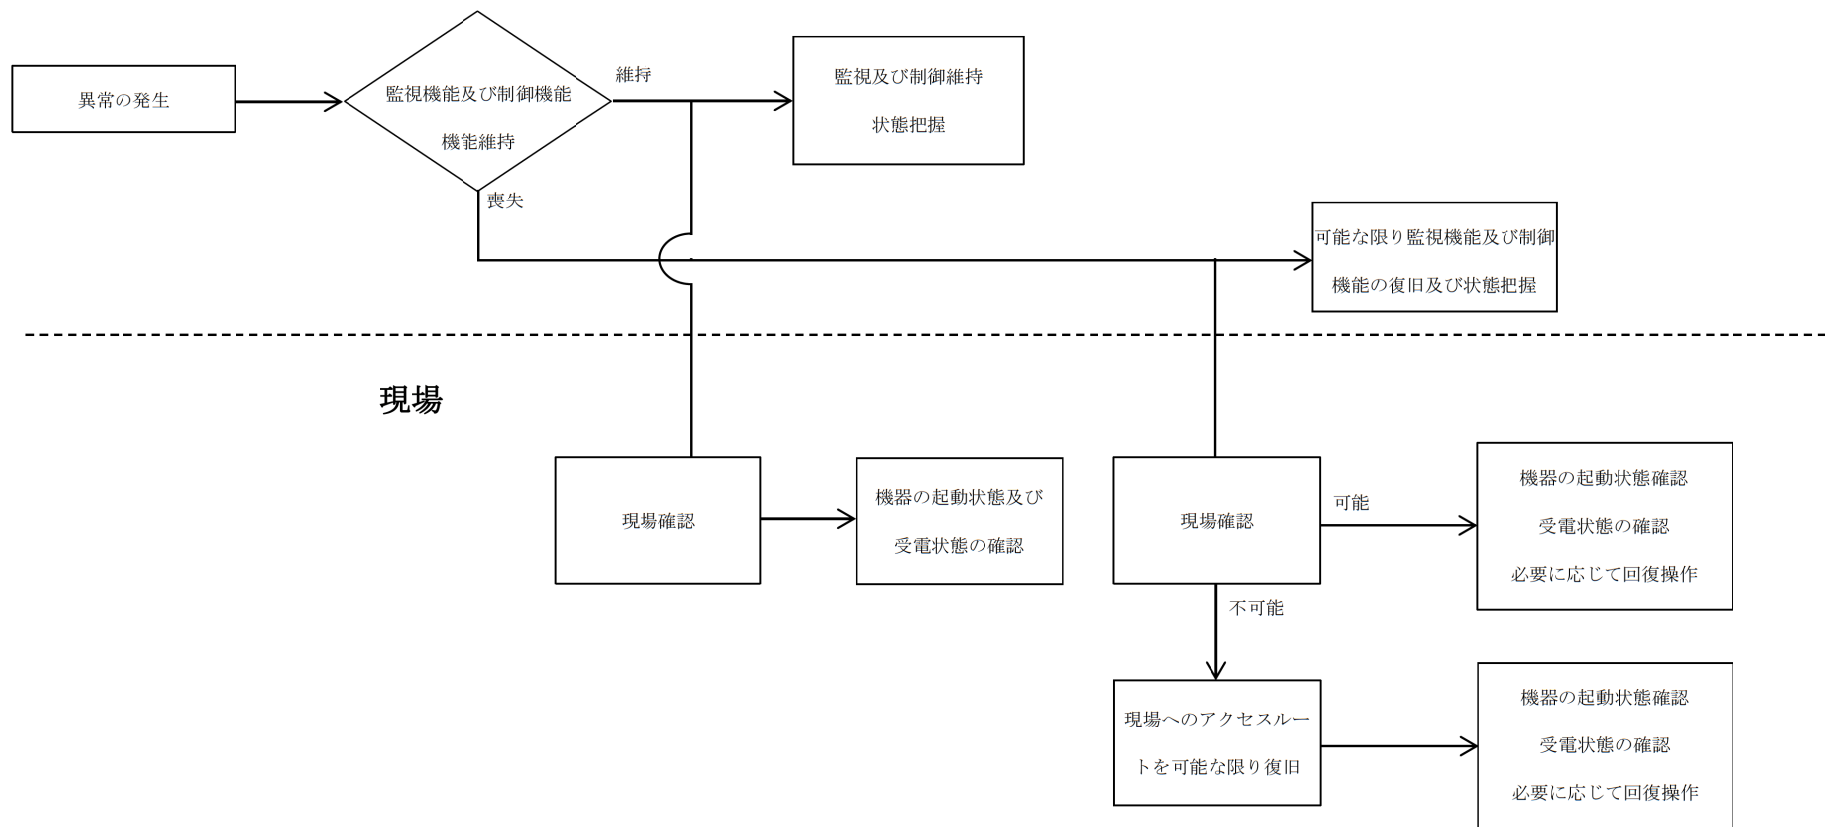 異常の発生
監視機能及び制御機能
機能維持
維持
監視及び制御維持
状態把握
喪失
可能な限り監視機能及び制御
機能の復旧及び状態把握
現場
現場確認
機器の起動状態及び
受電状態の確認
現場確認
可能
機器の起動状態確認
受電状態の確認
必要に応じて回復操作
不可能
現場へのアクセスルー
トを可能な限り復旧
機器の起動状態確認
受電状態の確認
必要に応じて回復操作